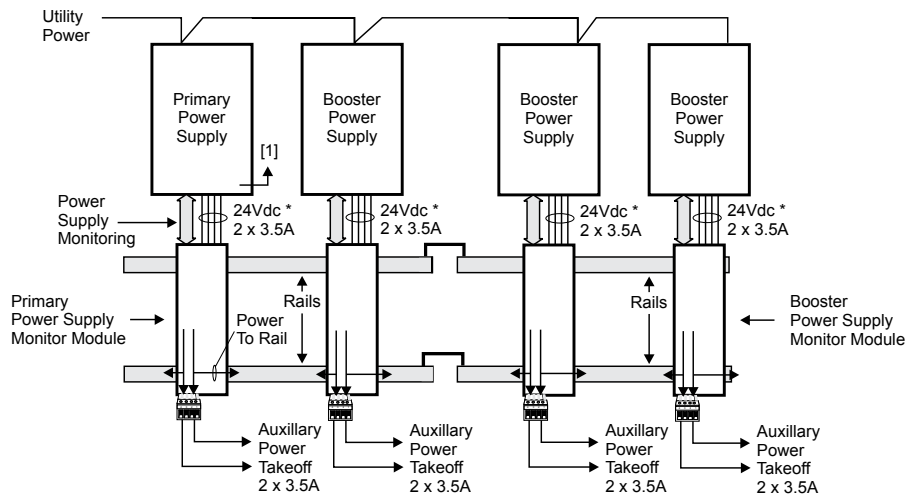 Utility
Power
Primary
Power
Supply
Booster
Power
Supply
Booster
Power
Supply
Booster
Power
Supply
[1]
Power
Supply
Monitoring
24Vdc *
2 x 3.5A
24Vdc *
2 x 3.5A
24Vdc *
2 x 3.5A
24Vdc *
2 x 3.5A
Primary
Power Supply
Monitor Module
Rails
Power
To Rail
Rails
Booster
Power Supply
Monitor Module
Auxillary
Power
Takeoff
2 x 3.5A
Auxillary
Power
Takeoff
2 x 3.5A
Auxillary
Power
Takeoff
2 x 3.5A
Auxillary
Power
Takeoff
2 x 3.5A